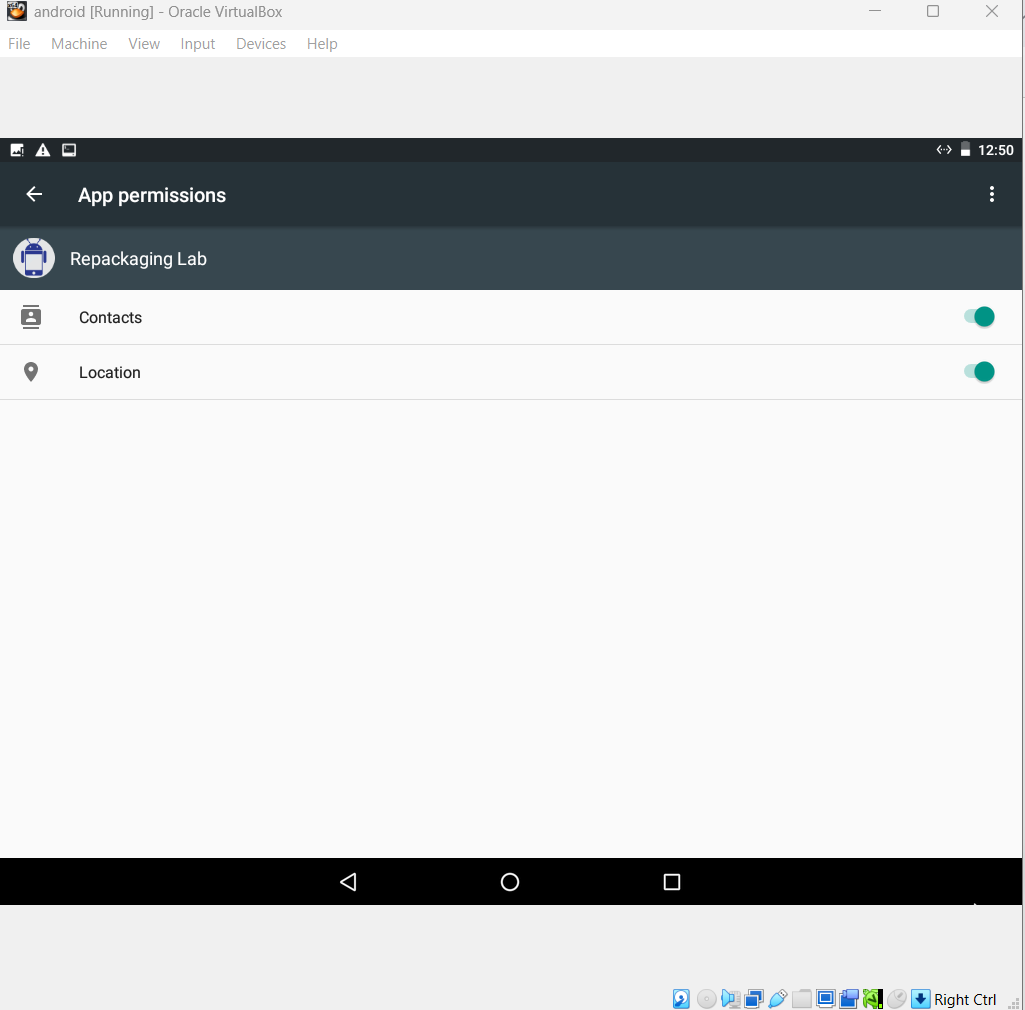 android [Running] - Oracle VirtualBox
File Machine View Input Devices Help
12:50
App permissions
Repackaging Lab
Contacts
Location
Right Ctrl